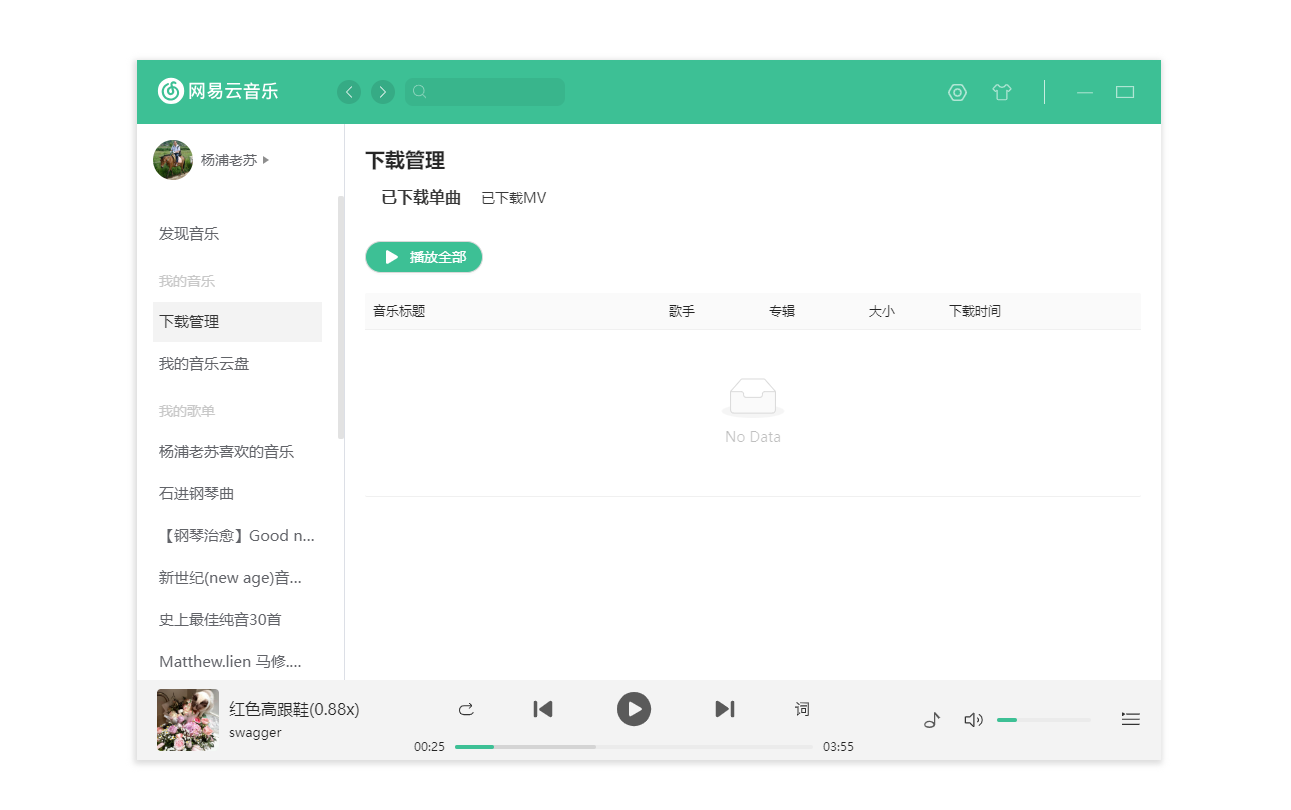 网易云音乐
杨浦老苏
发现音乐
我的音乐
下载管理
我的音乐云盘
我的歌单
杨浦老苏喜欢的音乐
石进钢琴曲
【钢琴治愈】Good n...
新世纪(new age)音...
史上最佳纯音30首
Matthew.lien 马修....
下载管理
已下载单曲 已下载MV
播放全部
音乐标题 歌手 专辑 大小 下载时间
No Data
红色高跟鞋(0.88x)
swagger
词
00:25 03:55